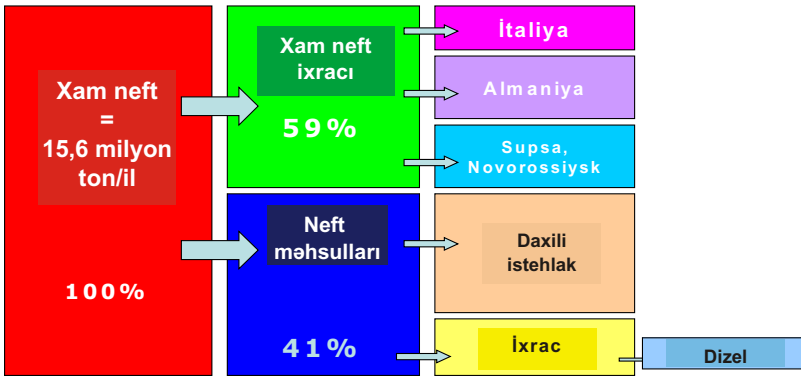 Xam neft
=
15,6 milyon
ton/il
100%
Xam neft
ixracı
59%
İtaliya
Almaniya
Supsa,
Novorossiysk
Neft
məhsulları
41%
Daxili
istehlak
İxrac
Dizel